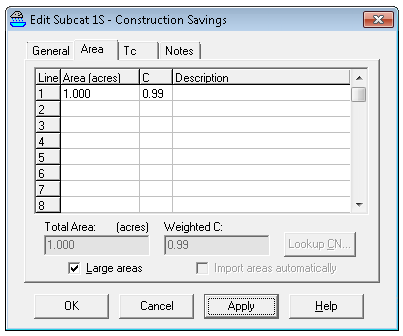 Edit Subcat 1S - Construction Savings
General Area Tc Notes
Line Area (acres) C Description
1 1.000 0.99
2
3
4
5
6
7
8
Total Area: (acres) Weighted C:
1.000 0.99 Lookup CN...
Large areas Import areas automatically
OK Cancel Apply Help